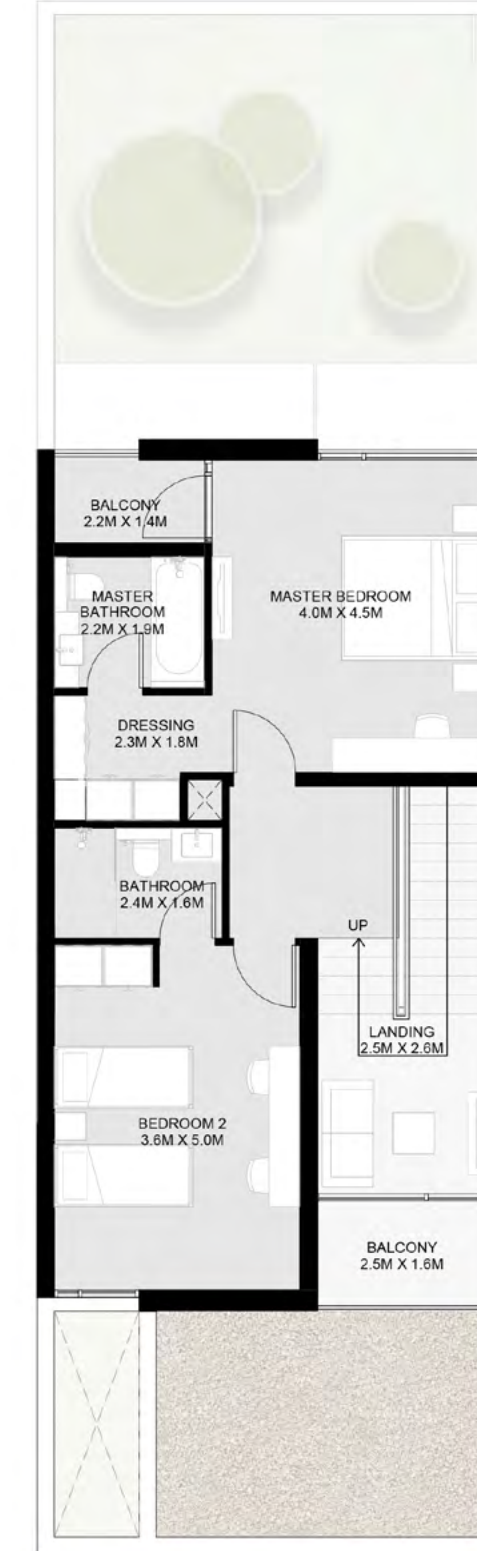 BALCONY
2.2M X 1.4M
MASTER
BATHROOM
2.2M X 1.9M
MASTER BEDROOM
4.0M X 4.5M
DRESSING
2.3M X 1.8M
BATHROOM
2.4M X 1.6M
UP
LANDING
2.5M X 2.6M
BEDROOM 2
3.6M X 5.0M
BALCONY
2.5M X 1.6M